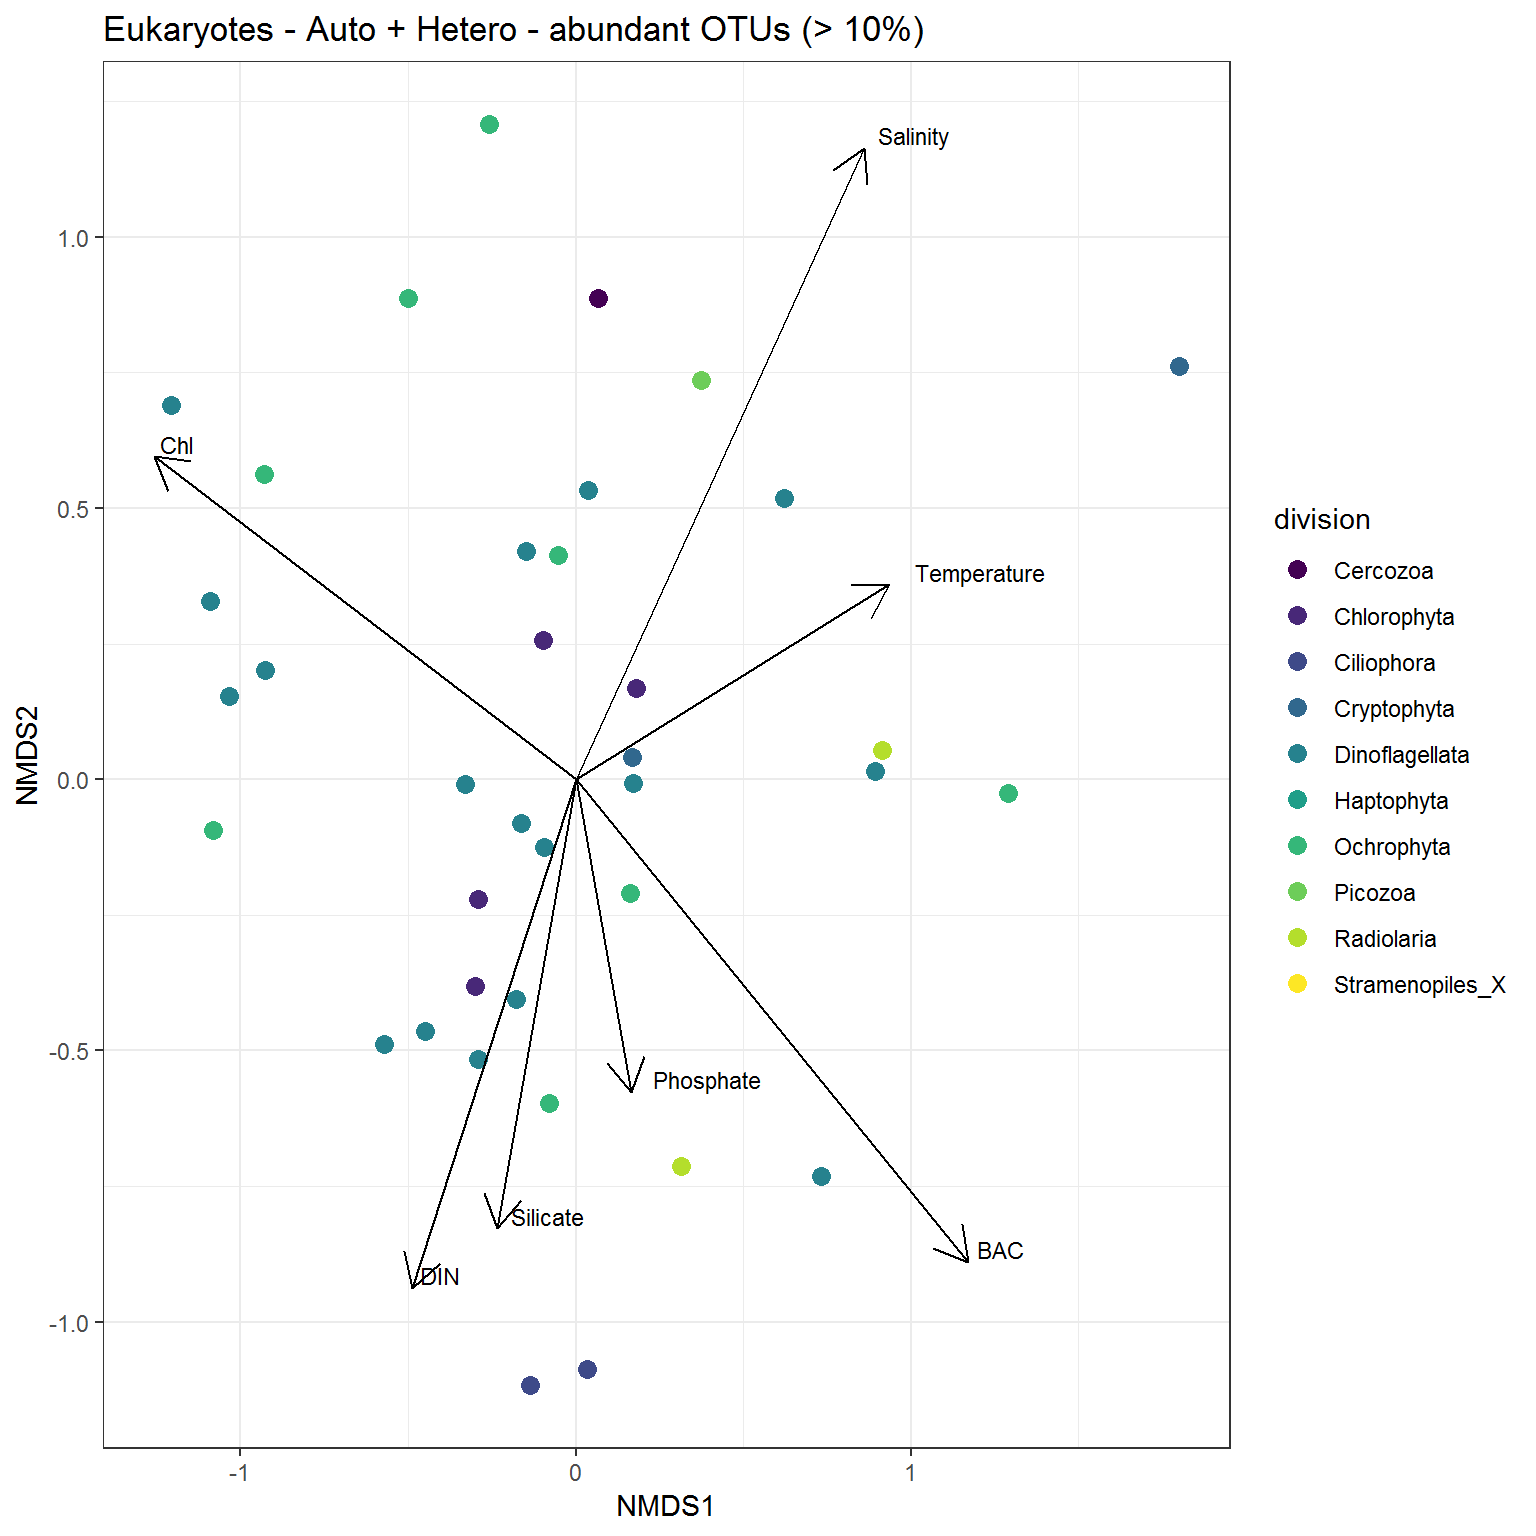 Eukaryotes - Auto + Hetero - abundant OTUs (> 10%)
Salinity
1.0
Chl
0.5
Temperature
division
Cercozoa
Chlorophyta
Ciliophora
Cryptophyta
Dinoflagellata
Haptophyta
Ochrophyta
Picozoa
Radiolaria
Stramenopiles_X
NMDS2
0.0
-0.5
Phosphate
Silicate
BAC
DIN
-1.0
-1
0
1
NMDS1